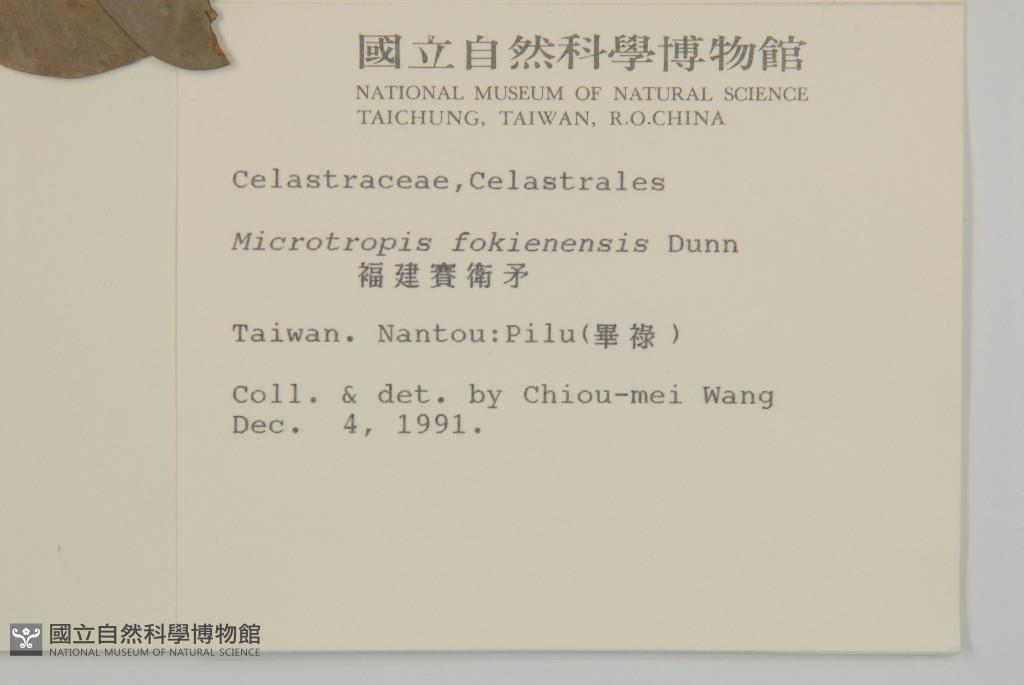 國立自然科學博物館
NATIONAL MUSEUM OF NATURAL SCIENCE
TAICHUNG, TAIWAN, R.O.CHINA
Celastraceae,Celastrales
Microtropis fokienensis Dunn
福建賽衛矛
Taiwan. Nantou:Pilu(畢祿)
Coll. & det. by Chiou-mei Wang
Dec. 4, 1991.
國立自然科學博物館
NATIONAL MUSEUM OF NATURAL SCIENCE